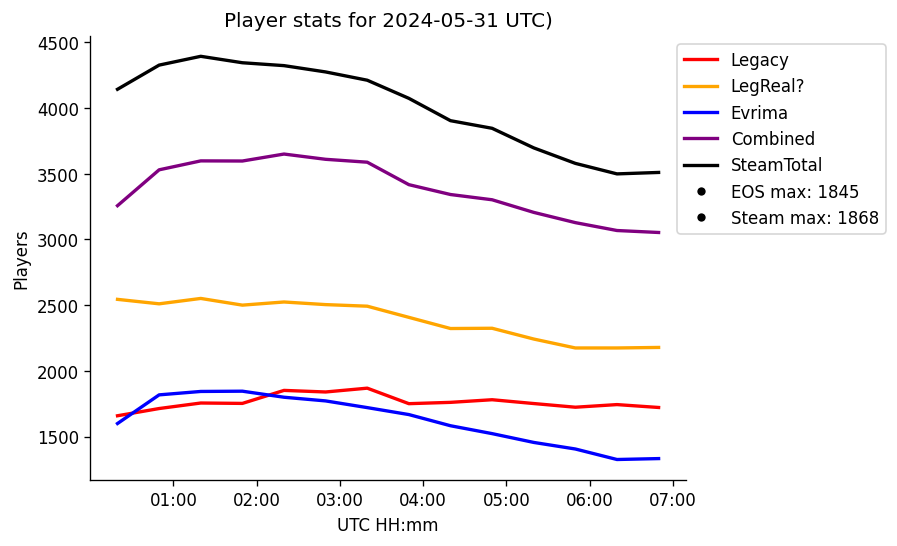 Player stats for 2024-05-31 UTC)
4500
4000
3500
3000
2500
2000
1500
Players
01:00 02:00 03:00 04:00 05:00 06:00 07:00
UTC HH:mm
Legacy
LegReal?
Evrima
Combined
SteamTotal
EOS max: 1845
Steam max: 1868